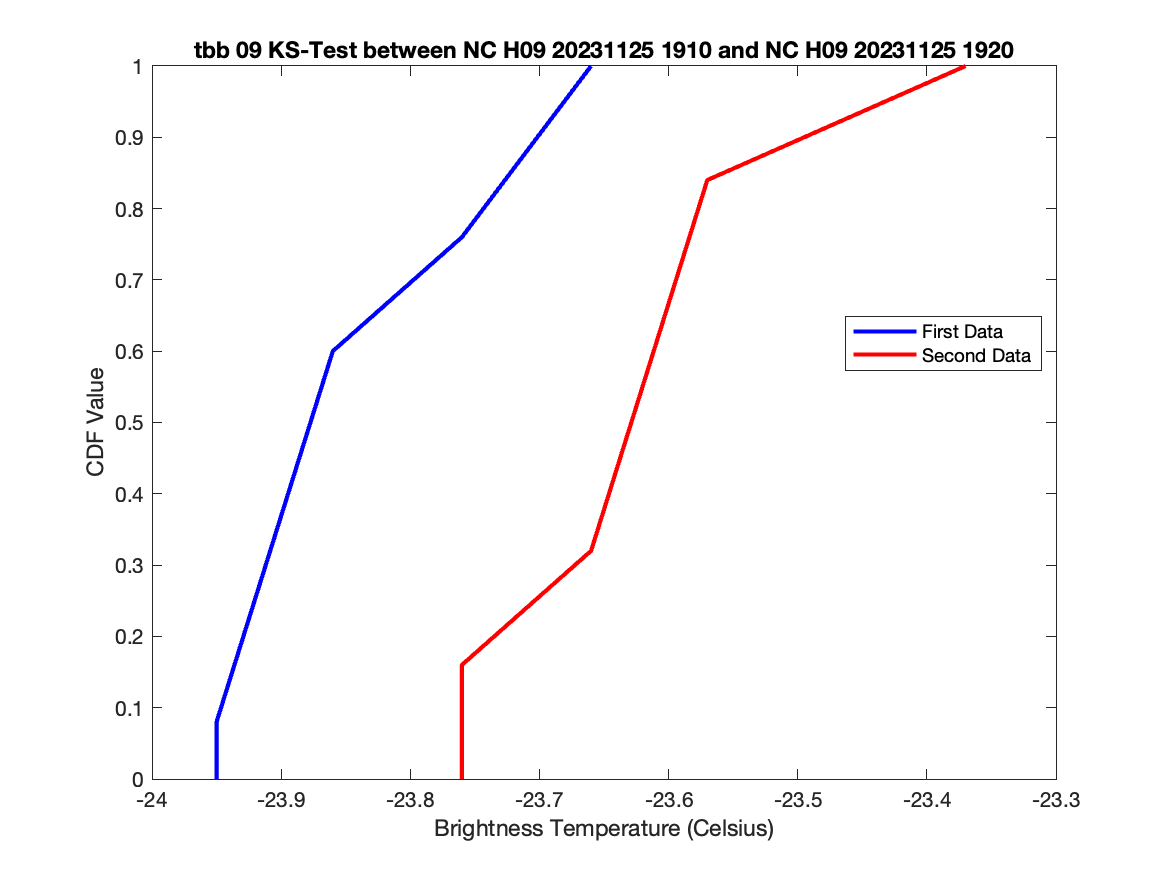 tbb 09 KS-Test between NC H09 20231125 1910 and NC H09 20231125 1920
1
0.9
0.8
0.7
0.6
0.5
0.4
0.3
0.2
0.1
0
CDF Value
First Data
Second Data
-24 -23.9 -23.8 -23.7 -23.6 -23.5 -23.4 -23.3
Brightness Temperature (Celsius)